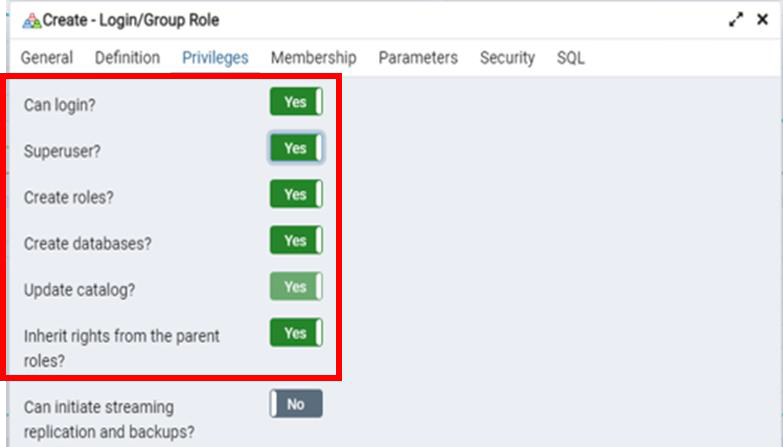 Create - Login/Group Role
General Definition Privileges Membership Parameters Security SQL
Can login? Yes
Superuser? Yes
Create roles? Yes
Create databases? Yes
Update catalog? Yes
Inherit rights from the parent Yes
roles?
Can initiate streaming No
replication and backups?